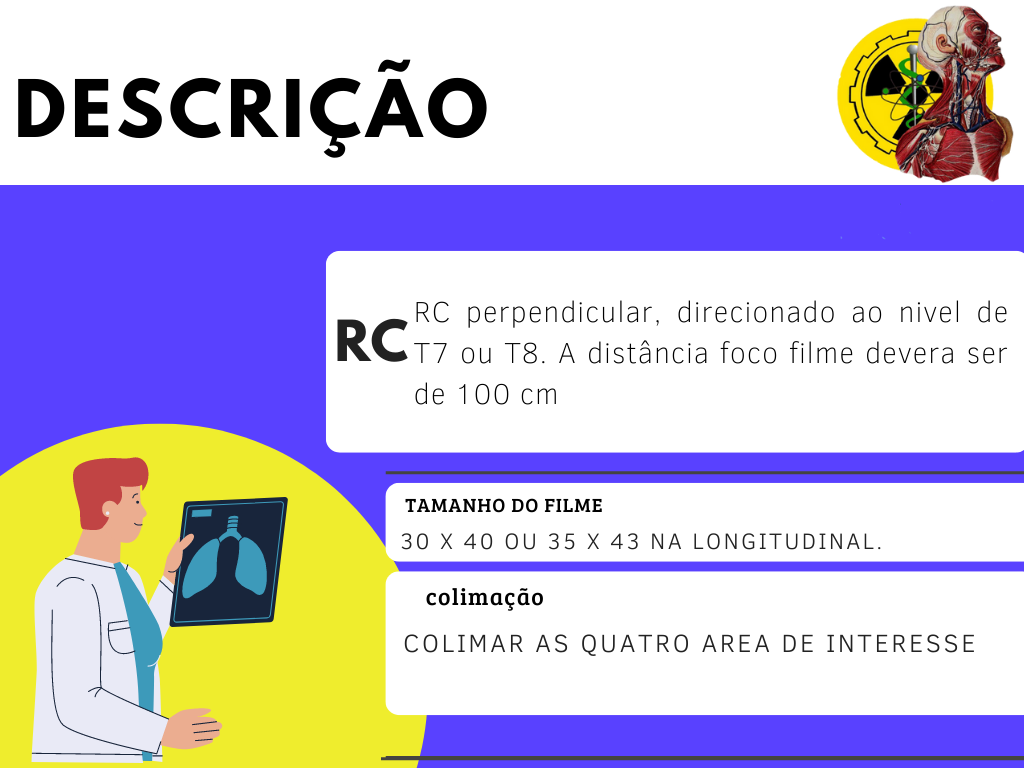 DESCRIÇÃO
RC
RC perpendicular, direcionado ao nivel de
T7 ou T8. A distância foco filme devera ser
de 100 cm
TAMANHO DO FILME
30 X 40 OU 35 X 43 NA LONGITUDINAL.
colimação
COLIMAR AS QUATRO AREA DE INTERESSE